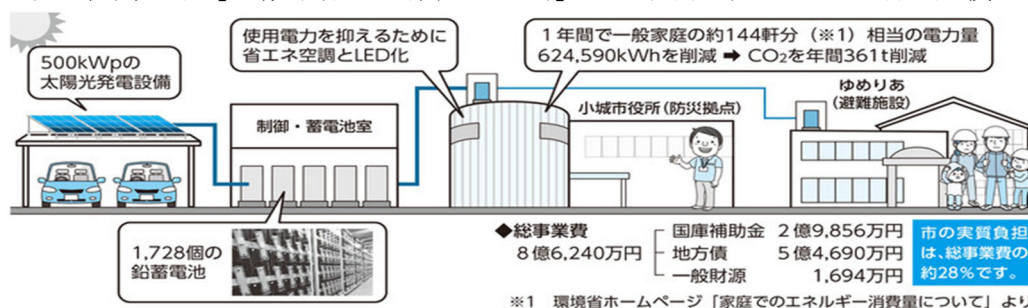 500kWpの
太陽光発電設備
使用電力を抑えるために
省エネ空調とLED化
1年間で一般家庭の約144軒分(※1)相当の電力量
624,590kWhを削減 ➡ CO₂を年間361t削減
制御・蓄電池室
小城市役所(防災拠点)
ゆめりあ
(避難施設)
1,728個の
鉛蓄電池
◆総事業費
8億6,240万円
国庫補助金 2億9,856万円
地方債 5億4,690万円
一般財源 1,694万円
市の実質負担
は、総事業費の
約28%です。
※1 環境省ホームページ「家庭でのエネルギー消費量について」より